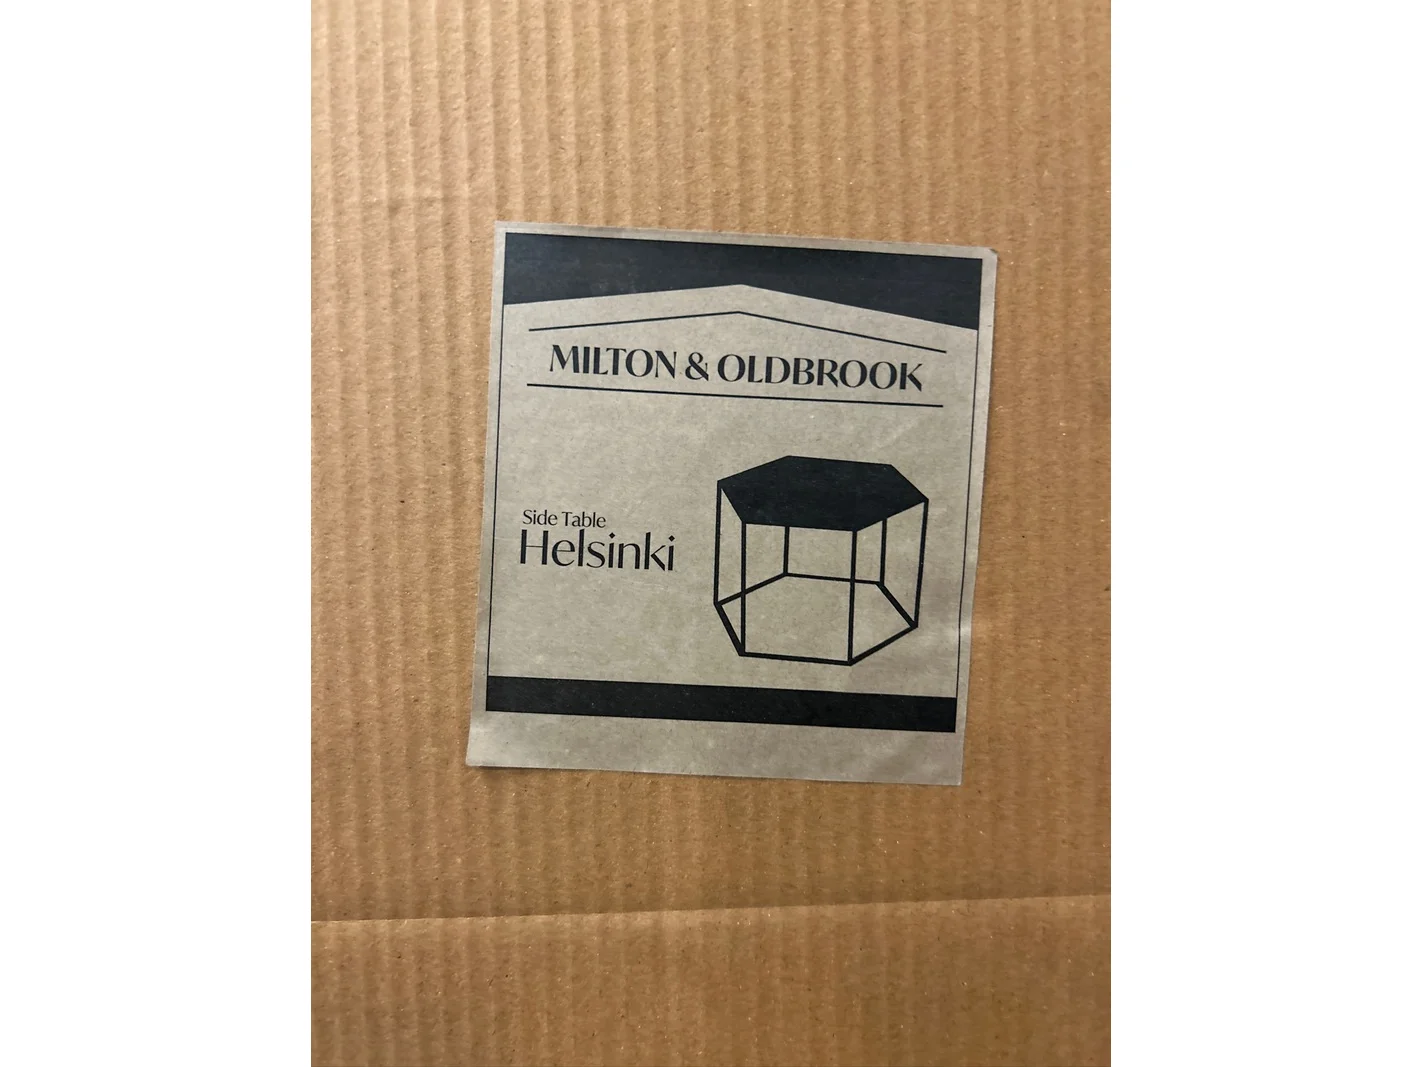 MILTON & OLDBROOK
Side Table
Helsinki